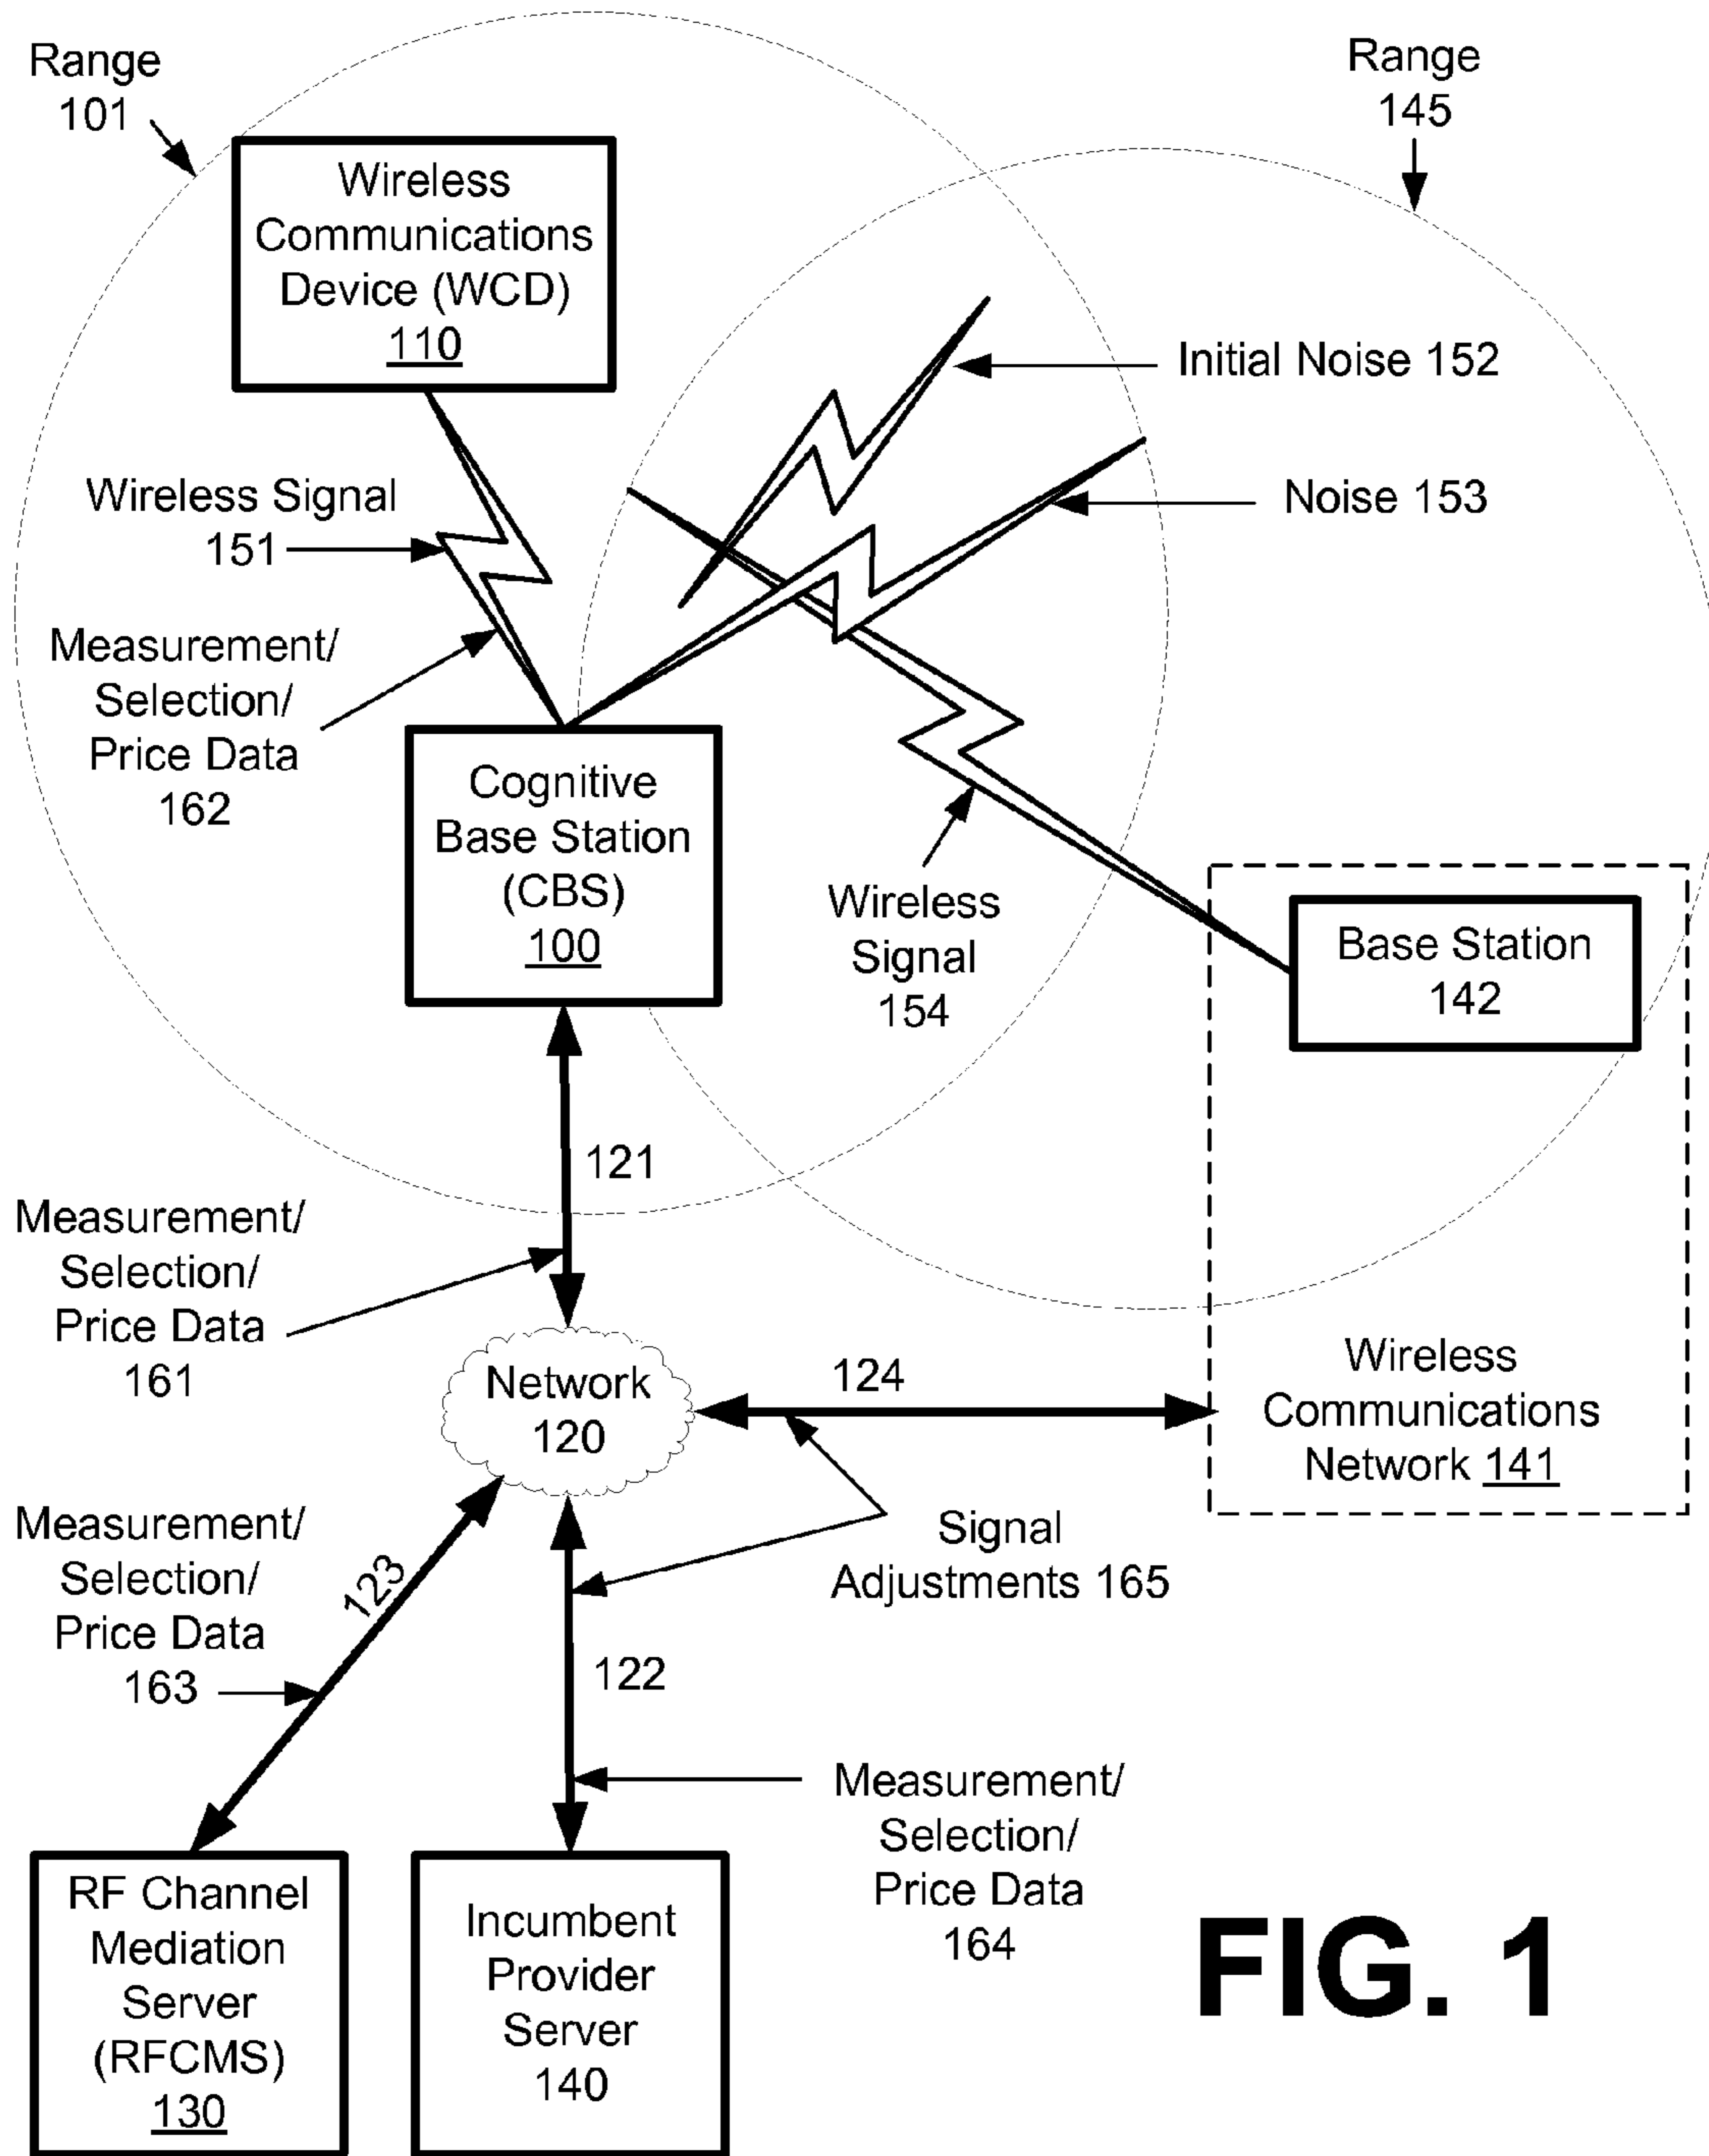 Range
101
Range
145
Wireless
Communications
Device (WCD)
110
Initial Noise 152
Noise 153
Wireless Signal
151
Measurement/
Selection/
Price Data
162
Cognitive
Base Station
(CBS)
100
Wireless
Signal
154
Base Station
142
121
Measurement/
Selection/
Price Data
161
Network
120
124
Wireless
Communications
Network 141
Measurement/
Selection/
Price Data
163
123
Signal
Adjustments 165
122
Measurement/
Selection/
Price Data
164
RF Channel
Mediation
Server
(RFCMS)
130
Incumbent
Provider
Server
140
FIG. 1